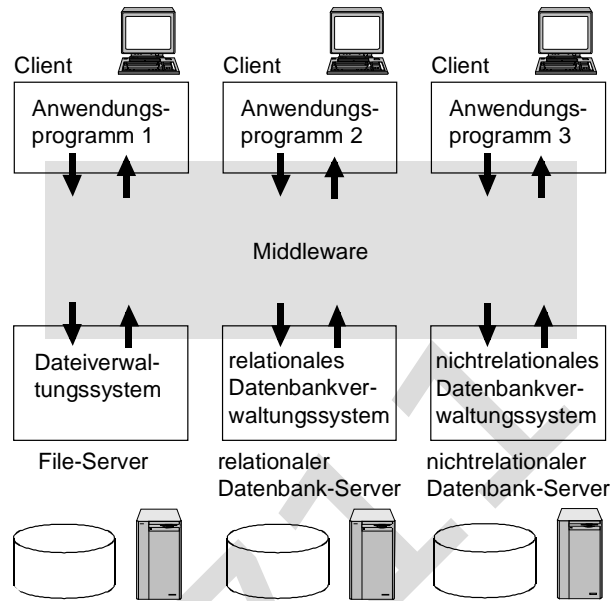 Client Client Client
Anwendungs-
programm 1
Anwendungs-
programm 2
Anwendungs-
programm 3
Middleware
Dateiverwal-
tungssystem
relationales
Datenbankver-
waltungssystem
nichtrelationales
Datenbankver-
waltungssystem
File-Server
relationaler
Datenbank-Server
nichtrelationaler
Datenbank-Server